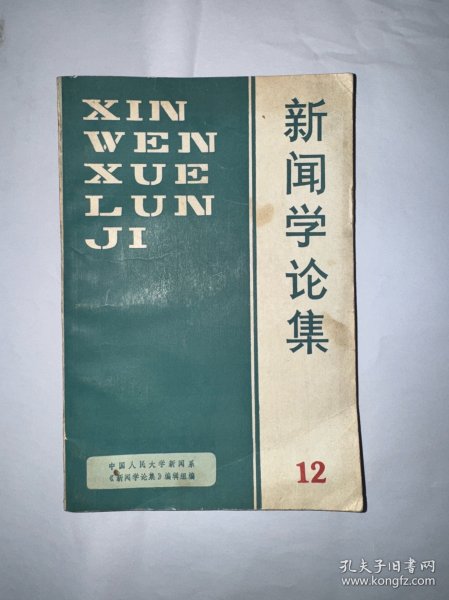 XIN
WEN
XUE
LUN
JI
新闻学论集
中国人民大学新闻系
《新闻学论集》编辑组编
12
孔夫子旧书网
www.kongfz.com